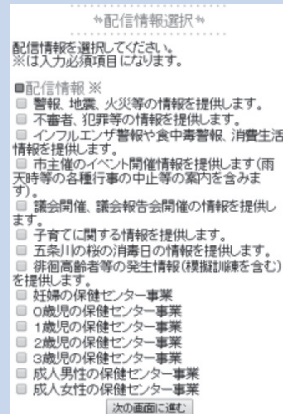 *配信情報選択*
配信情報を選択してください。
※は入力必須項目になります。
■配信情報 ※
警報、地震、火災等の情報を提供します。
不審者、犯罪等の情報を提供します。
インフルエンザ警報や食中毒警報、消費生活
情報を提供します。
市主催のイベント開催情報を提供します(雨
天時等の各種行事の中止等の案内を含みま
す)。
議会開催、議会報告会開催の情報を提供し
ます。
子育てに関する情報を提供します。
五条川の桜の消毒日の情報を提供します。
徘徊高齢者等の発生情報(模擬訓練を含む)
を提供します。
妊婦の保健センター事業
0歳児の保健センター事業
1歳児の保健センター事業
2歳児の保健センター事業
3歳児の保健センター事業
成人男性の保健センター事業
成人女性の保健センター事業
次の画面に進む